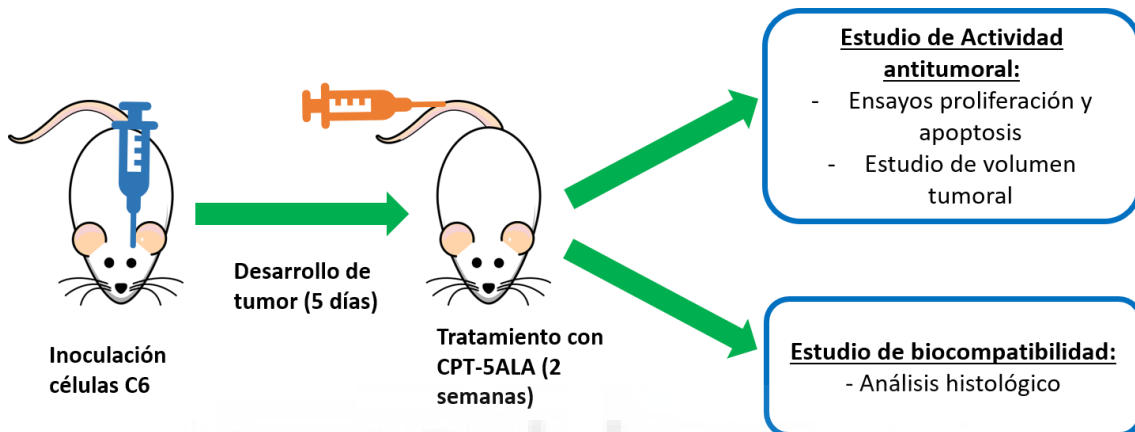 Inoculación
células C6
Desarrollo de
tumor (5 días)
Tratamiento con
CPT-5ALA (2
semanas)
Estudio de Actividad
antitumoral:
- Ensayos proliferación y
apoptosis
- Estudio de volumen
tumoral
Estudio de biocompatibilidad:
- Análisis histológico